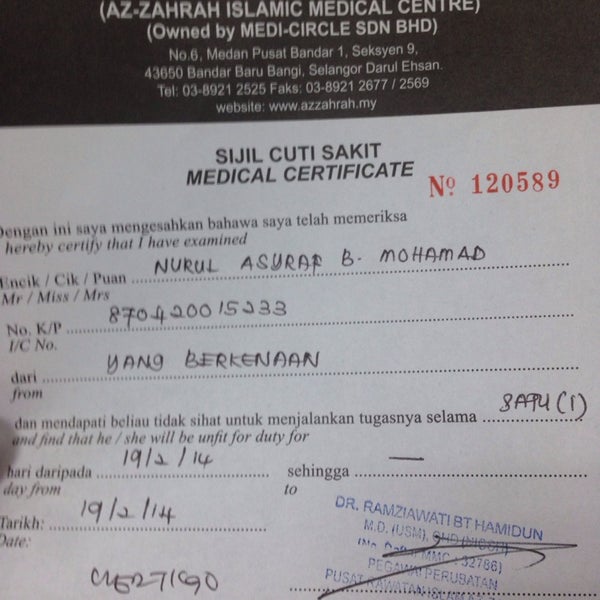 (AZ-ZAHRAH ISLAMIC MEDICAL CENTRE)
(Owned by MEDI-CIRCLE SDN BHD)
No.6, Medan Pusat Bandar 1, Seksyen 9,
43650 Bandar Baru Bangi, Selangor Darul Ehsan.
Tel: 03-8921 2525 Faks: 03-8921 2677 / 2569
website: www.azzahrah.my
SIJIL CUTI SAKIT
MEDICAL CERTIFICATE
Nº 120589
Dengan ini saya mengesahkan bahawa saya telah memeriksa
hereby certify that I have examined
Encik / Cik / Puan NURUL ASYRAF B. MOHAMAD
Mr / Miss / Mrs
No. K/P 870420015233
I/C No.
dari YANG BERKENAAN
from
dan mendapati beliau tidak sihat untuk menjalankan tugasnya selama SATU (1)
and find that he / she will be unfit for duty for
hari daripada 19/2/14 sehingga —
day from to
Tarikh: 19/2/14
Date:
DR. RAMZIAWATI BT HAMIDUN
M.D. (USM),
MMC : 32786)
PEGAWAI PERUBATAN
PUSAT RAWATAN ISLAM